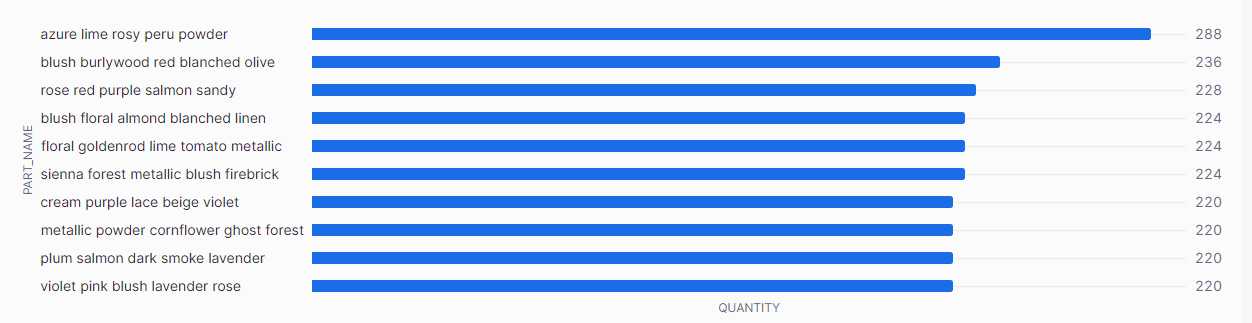 azure lime rosy peru powder 288
blush burlywood red blanched olive 236
rose red purple salmon sandy 228
blush floral almond blanched linen 224
floral goldenrod lime tomato metallic 224
sienna forest metallic blush firebrick 224
cream purple lace beige violet 220
metallic powder cornflower ghost forest 220
plum salmon dark smoke lavender 220
violet pink blush lavender rose 220
PART_NAME
QUANTITY